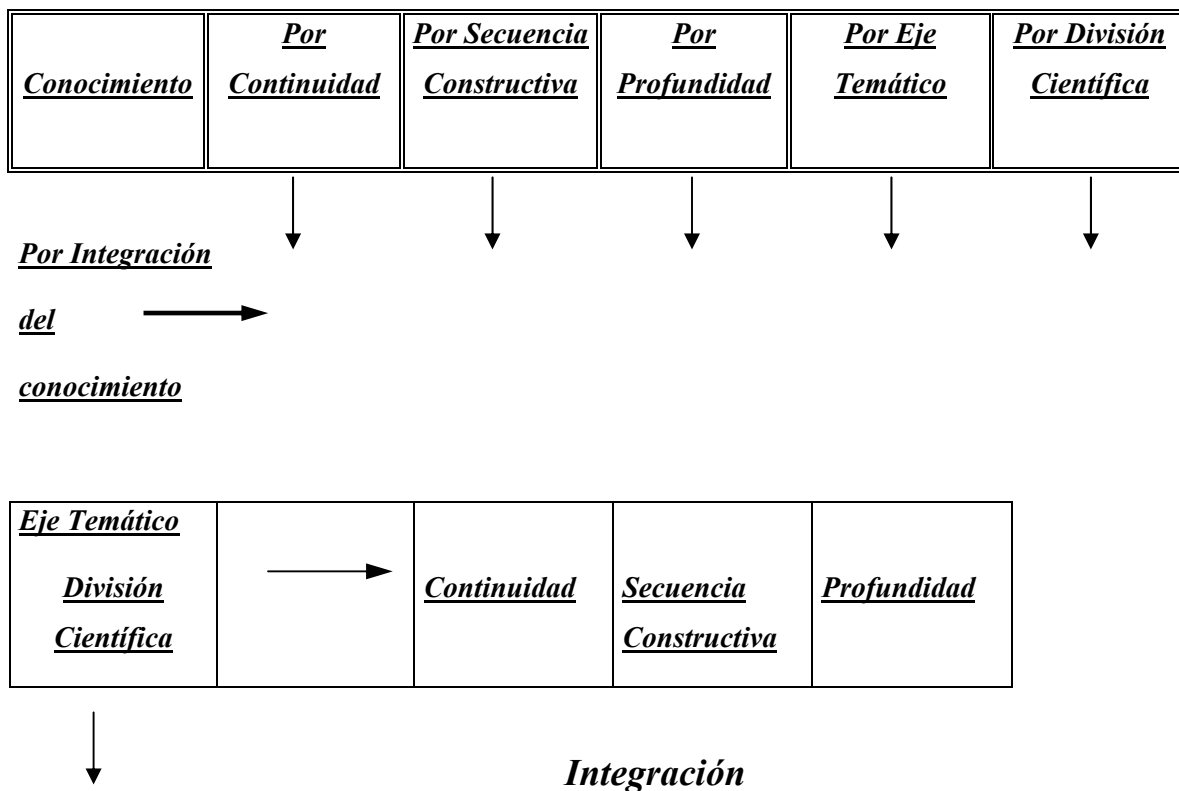 Conocimiento
Por
Continuidad
Por Secuencia
Constructiva
Por
Profundidad
Por Eje
Temático
Por División
Científica
Por Integración
del
conocimiento
Eje Temático
División
Científica
Continuidad
Secuencia
Constructiva
Profundidad
Integración